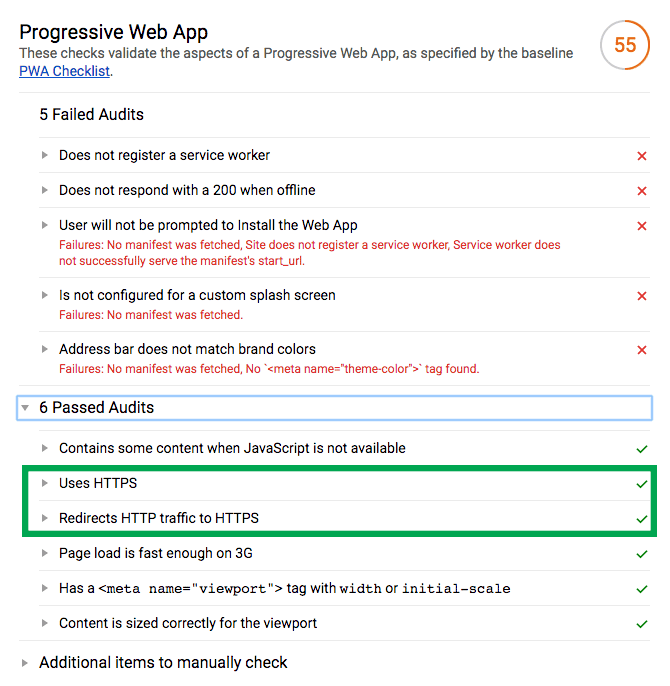 Progressive Web App
55
These checks validate the aspects of a Progressive Web App, as specified by the baseline
PWA Checklist.
5 Failed Audits
Does not register a service worker
Does not respond with a 200 when offline
User will not be prompted to Install the Web App
Failures: No manifest was fetched, Site does not register a service worker, Service worker does
not successfully serve the manifest's start_url.
Is not configured for a custom splash screen
Failures: No manifest was fetched.
Address bar does not match brand colors
Failures: No manifest was fetched, No `<meta name="theme-color">` tag found.
6 Passed Audits
Contains some content when JavaScript is not available
Uses HTTPS
Redirects HTTP traffic to HTTPS
Page load is fast enough on 3G
Has a <meta name="viewport"> tag with width or initial-scale
Content is sized correctly for the viewport
Additional items to manually check